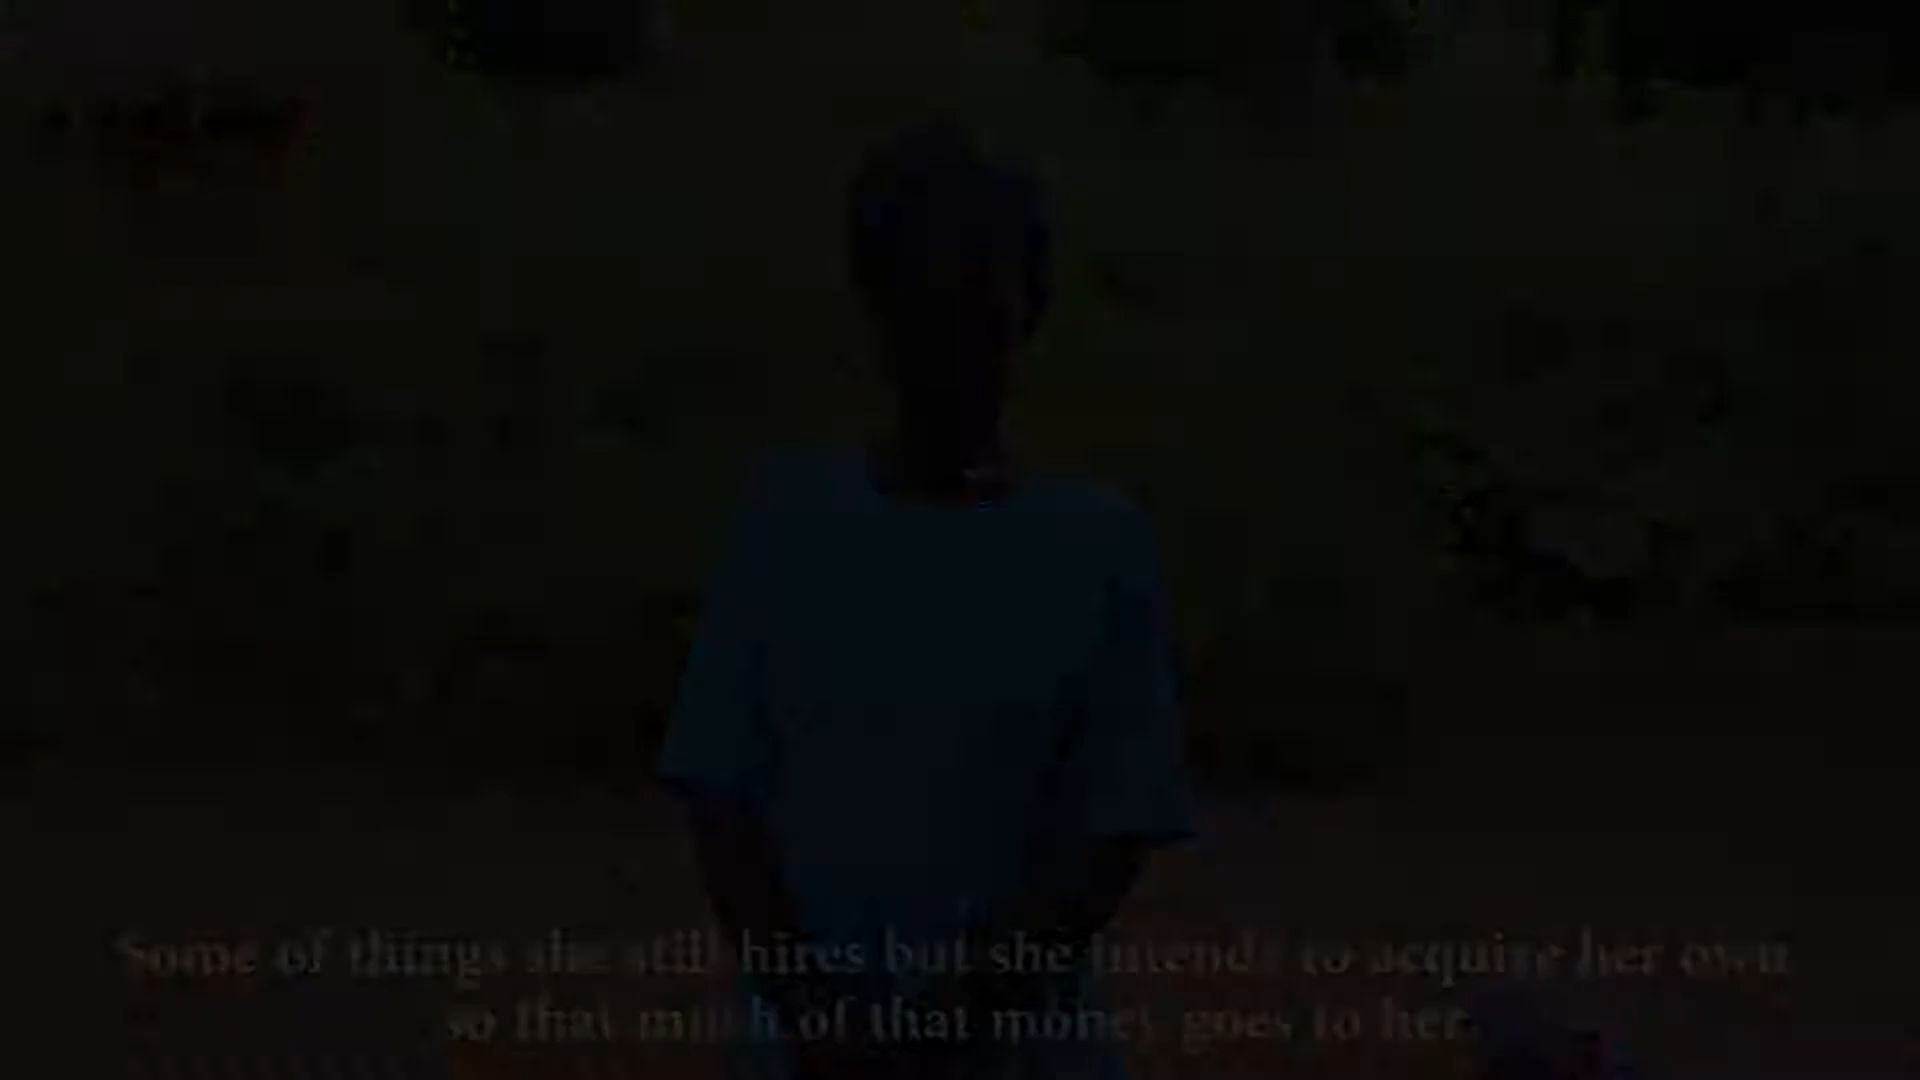 Some of things she still hires but she intends to acquire her own
so that much of that money goes to her